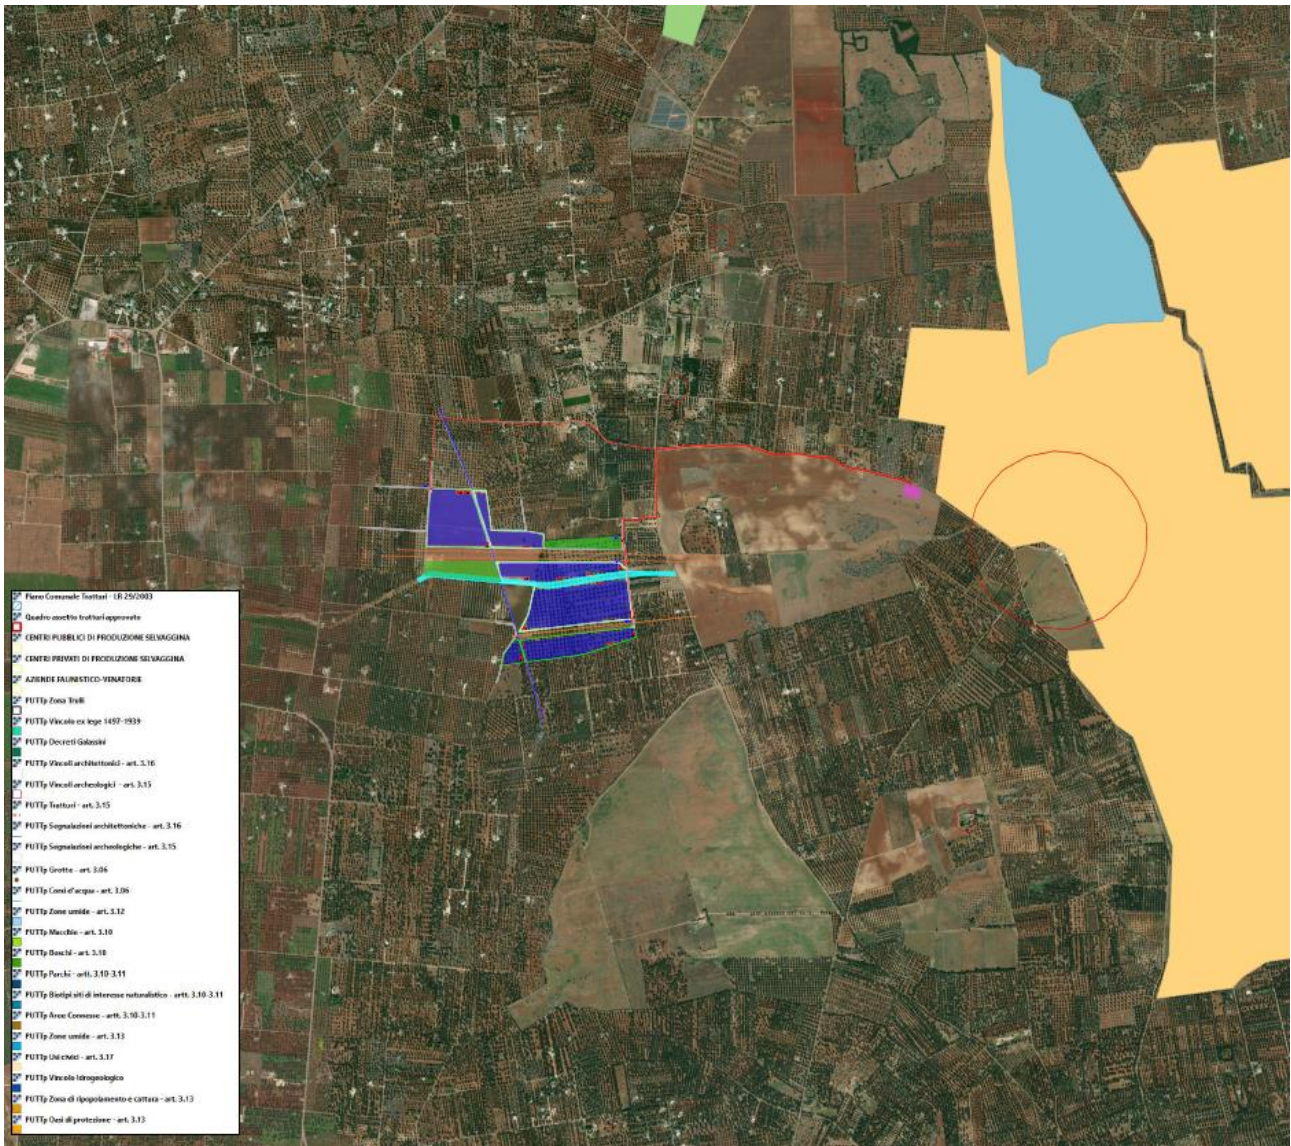 Piano Comunale Tratturi - LR 29/2003
Quadro assetto tratturi approvato
CENTRI PUBBLICI DI PRODUZIONE SELVAGGINA
CENTRI PRIVATI DI PRODUZIONE SELVAGGINA
AZIENDE FAUNISTICO-VENATORIE
PUTTp Zona Trulli
PUTTp Vincolo ex lege 1497-1939
PUTTp Decreti Galassini
PUTTp Vincoli architettonici - art. 3.16
PUTTp Vincoli archeologici - art. 3.15
PUTTp Tratturi - art. 3.15
PUTTp Segnalazioni architettoniche - art. 3.16
PUTTp Segnalazioni archeologiche - art. 3.15
PUTTp Grotte - art. 3.06
PUTTp Corsi d'acqua - art. 3.06
PUTTp Zone umide - art. 3.12
PUTTp Macchie - art. 3.10
PUTTp Boschi - art. 3.10
PUTTp Parchi - artt. 3.10-3.11
PUTTp Biotipi siti di interesse naturalistico - artt. 3.10-3.11
PUTTp Aree Connesse - artt. 3.10-3.11
PUTTp Zone umide - art. 3.13
PUTTp Usi civici - art. 3.17
PUTTp Vincolo Idrogeologico
PUTTp Zona di ripopolamento e cattura - art. 3.13
PUTTp Oasi di protezione - art. 3.13